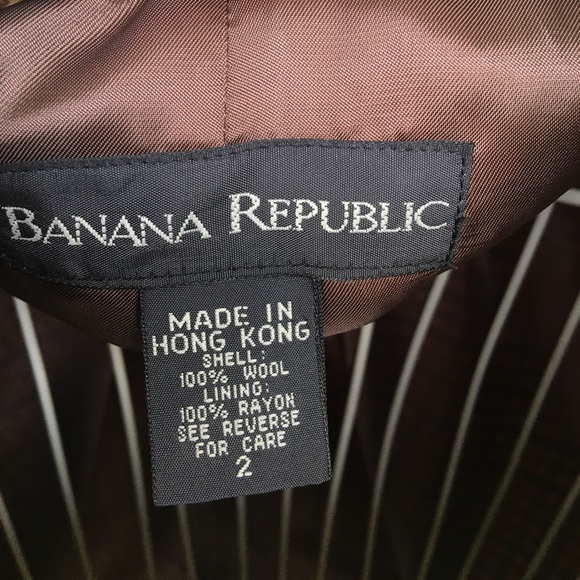 BANANA REPUBLIC
MADE IN
HONG KONG
SHELL:
100% WOOL
LINING:
100% RAYON
SEE REVERSE
FOR CARE
2